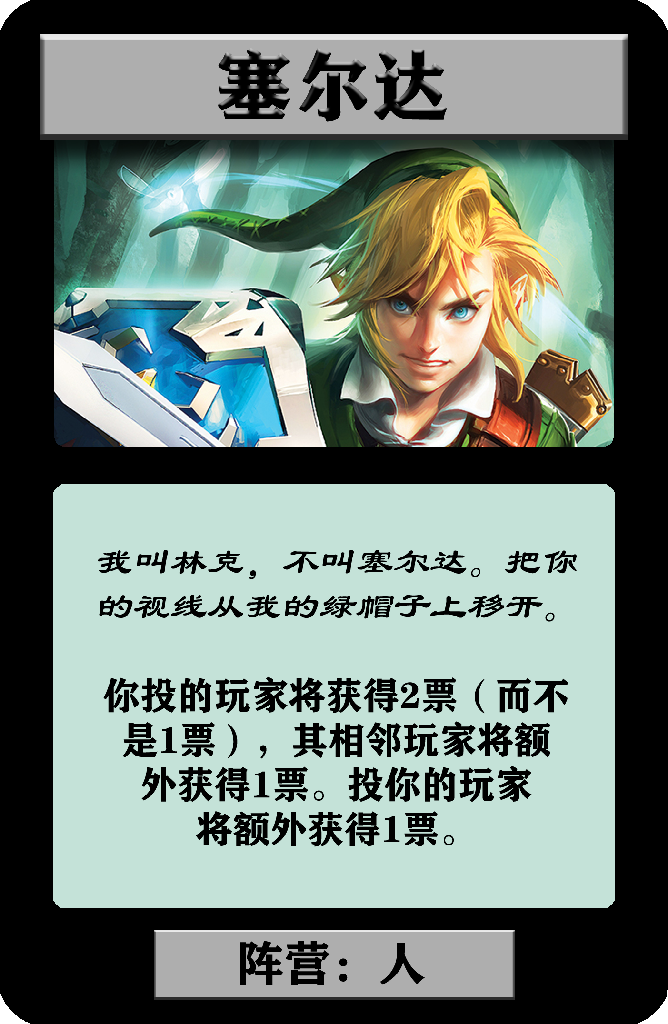 塞尔达
我叫林克，不叫塞尔达。把你
的视线从我的绿帽子上移开。
你投的玩家将获得2票（而不
是1票），其相邻玩家将额
外获得1票。投你的玩家
将额外获得1票。
阵营：人